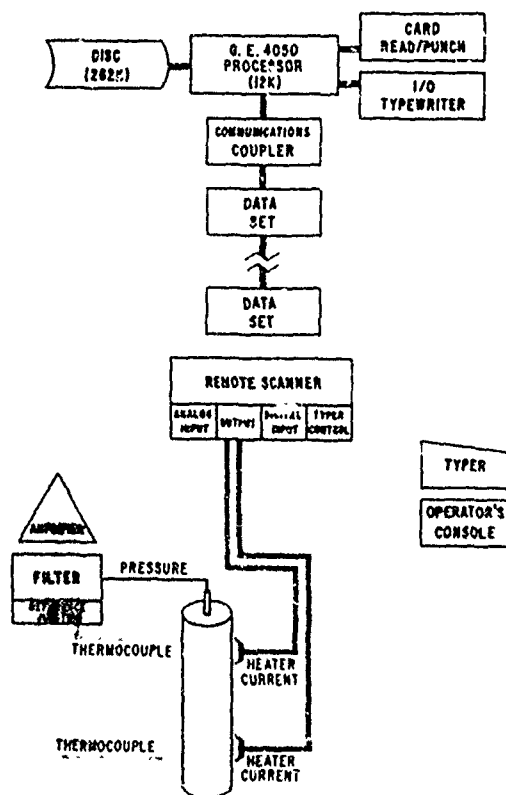 DISC
(262K)
G. E. 4050
PROCESSOR
(12K)
CARD
READ/PUNCH
I/O
TYPEWRITER
COMMUNICATIONS
COUPLER
DATA
SET
DATA
SET
REMOTE SCANNER
ANALOG
INPUT
OUTPUT
DIGITAL
INPUT
TYPER
CONTROL
TYPER
OPERATOR'S
CONSOLE
AMPLIFIER
FILTER
PRESSURE
THERMOCOUPLE
HEATER
CURRENT
THERMOCOUPLE
HEATER
CURRENT